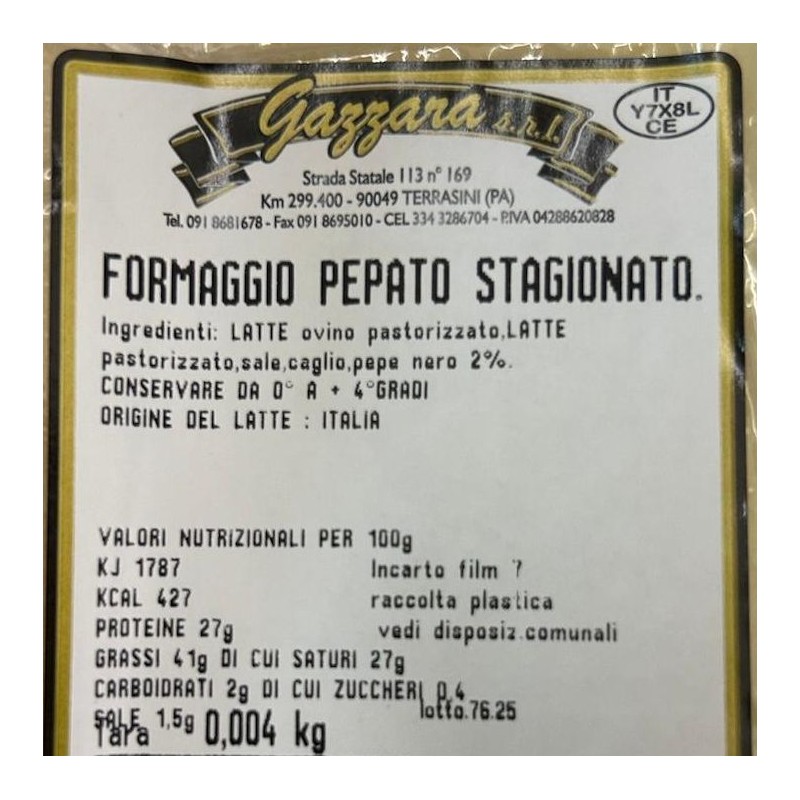 Gazzara s.r.l.
IT
Y7X8L
CE
Strada Statale 113 n° 169
Km 299.400 - 90049 TERRASINI (PA)
Tel. 091 8681678 - Fax 091 8695010 - CEL 334 3286704 - P.IVA 04288620828
FORMAGGIO PEPATO STAGIONATO.
Ingredienti: LATTE ovino pastorizzato,LATTE
pastorizzato,sale,caglio,pepe nero 2%.
CONSERVARE DA 0° A + 4°GRADI
ORIGINE DEL LATTE : ITALIA
VALORI NUTRIZIONALI PER 100g
KJ 1787 Incarto film 7
KCAL 427 raccolta plastica
PROTEINE 27g vedi disposiz.comunali
GRASSI 41g DI CUI SATURI 27g
CARBOIDRATI 2g DI CUI ZUCCHERI 0,4
SALE 1,5g lotto.76.25
Tara 0,004 kg